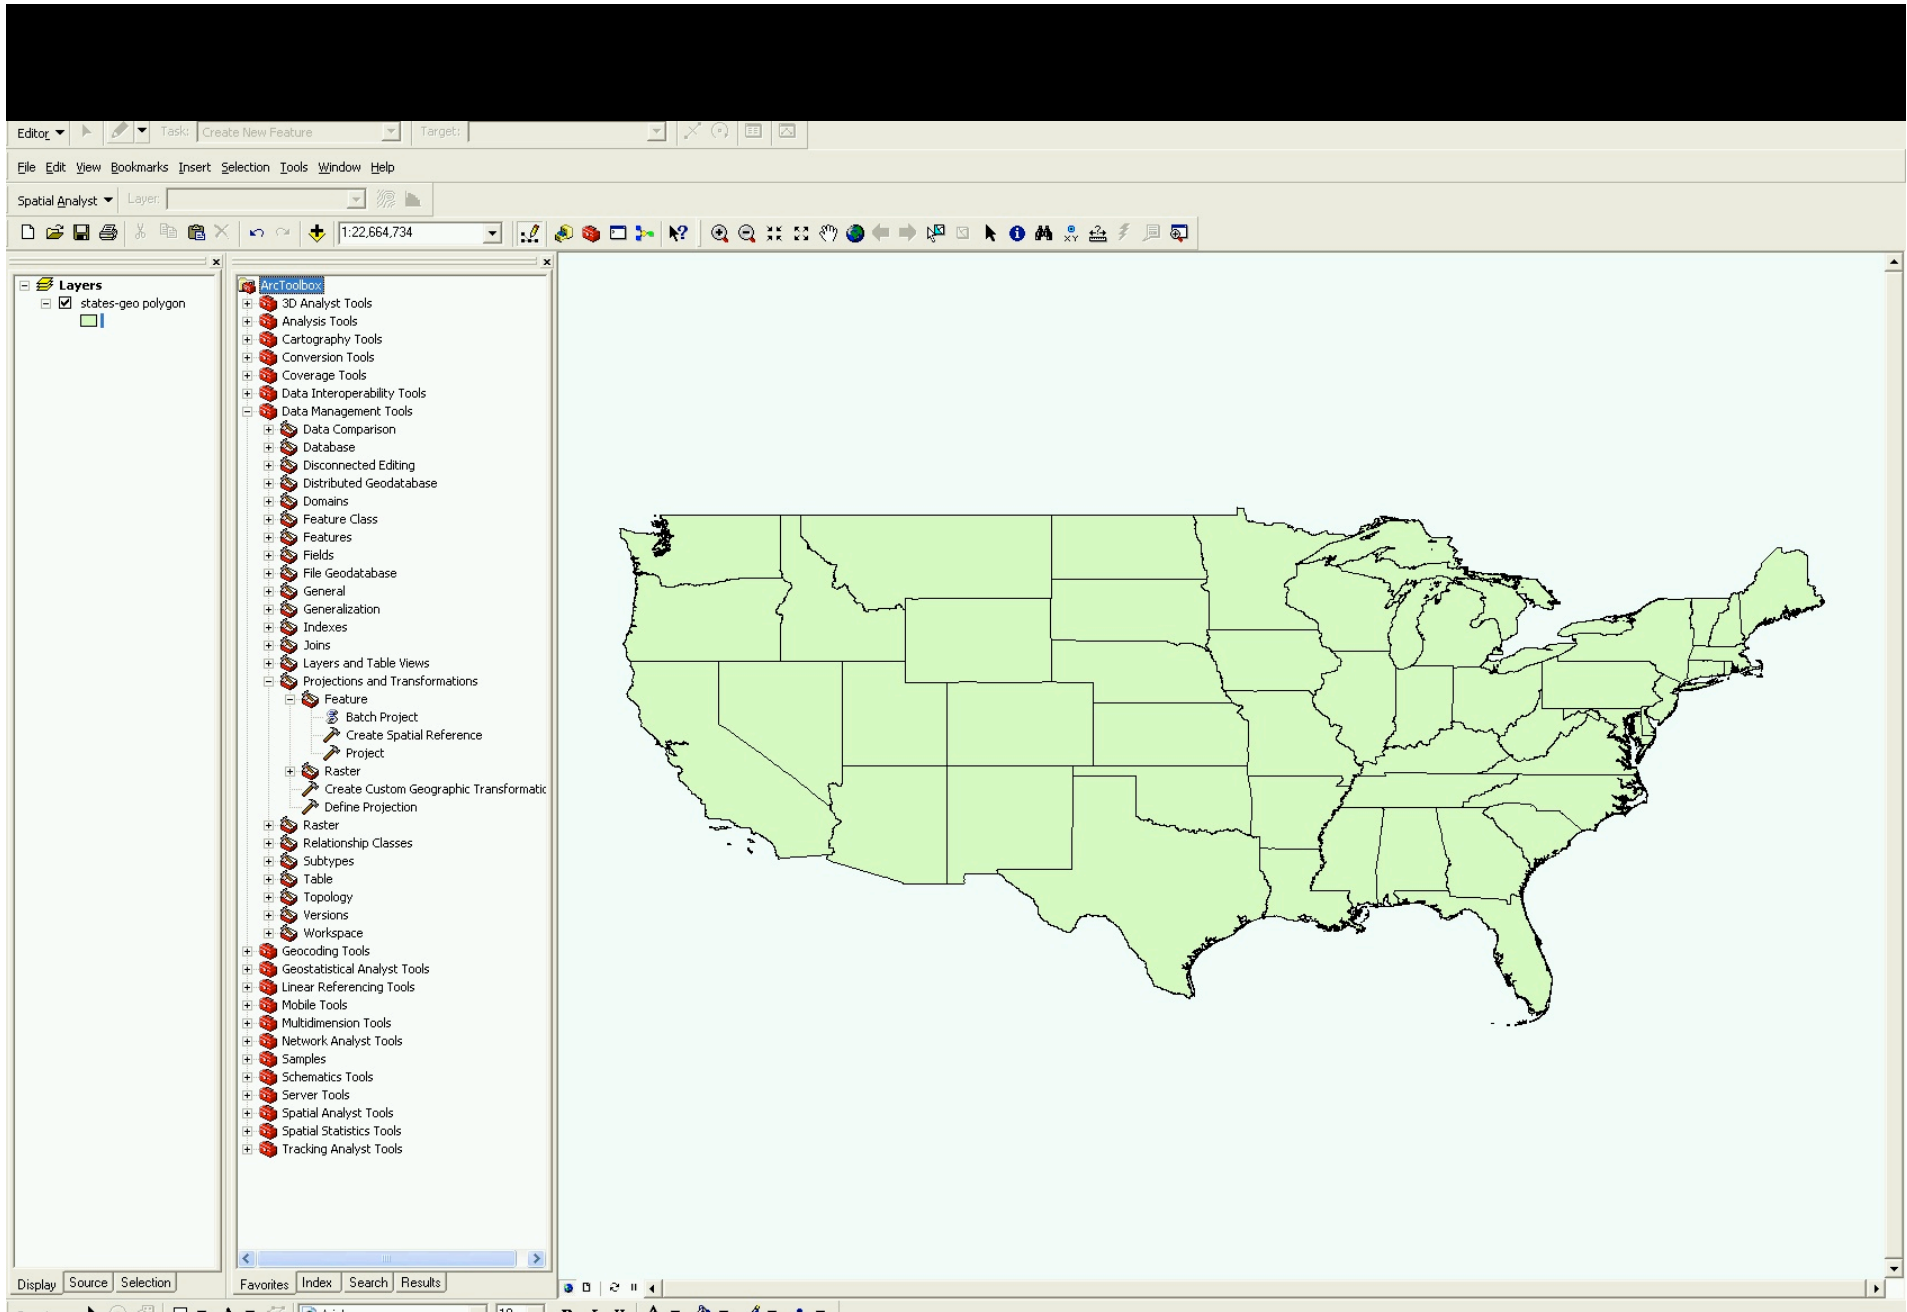 Editor Task: Create New Feature Target:
File Edit View Bookmarks Insert Selection Tools Window Help
Spatial Analyst Layer:
1:22,664,734
Layers
states-geo polygon
ArcToolbox
3D Analyst Tools
Analysis Tools
Cartography Tools
Conversion Tools
Coverage Tools
Data Interoperability Tools
Data Management Tools
Data Comparison
Database
Disconnected Editing
Distributed Geodatabase
Domains
Feature Class
Features
Fields
File Geodatabase
General
Generalization
Indexes
Joins
Layers and Table Views
Projections and Transformations
Feature
Batch Project
Create Spatial Reference
Project
Raster
Create Custom Geographic Transformatic
Define Projection
Raster
Relationship Classes
Subtypes
Table
Topology
Versions
Workspace
Geocoding Tools
Geostatistical Analyst Tools
Linear Referencing Tools
Mobile Tools
Multidimension Tools
Network Analyst Tools
Samples
Schematics Tools
Server Tools
Spatial Analyst Tools
Spatial Statistics Tools
Tracking Analyst Tools
Display Source Selection
Favorites Index Search Results